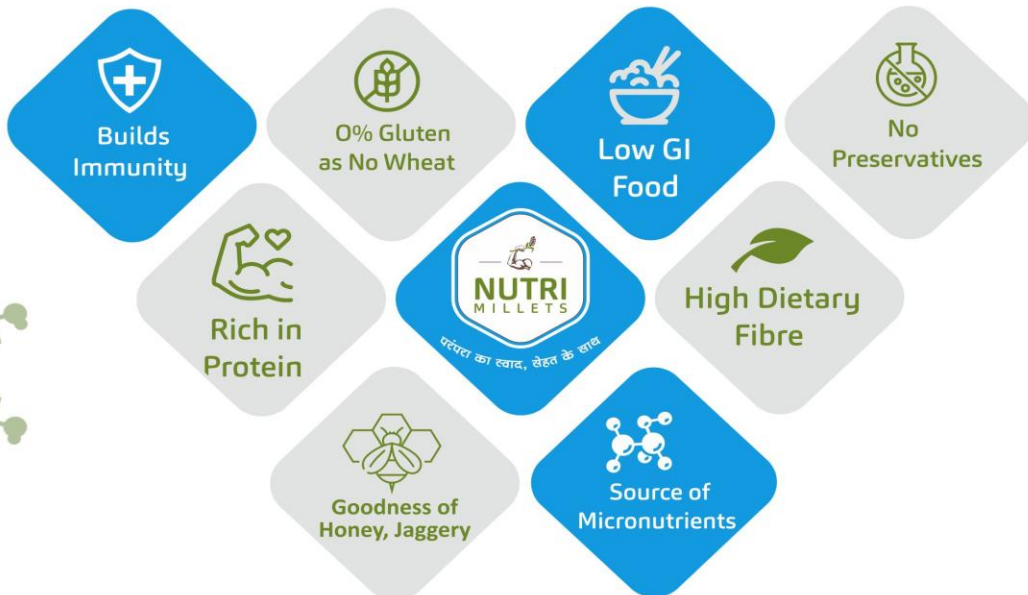 Builds
Immunity
0% Gluten
as No Wheat
Low GI
Food
No
Preservatives
Rich in
Protein
NUTRI
MILLETS
परंपरा का स्वाद, सेहत के साथ
High Dietary
Fibre
Goodness of
Honey, Jaggery
Source of
Micronutrients